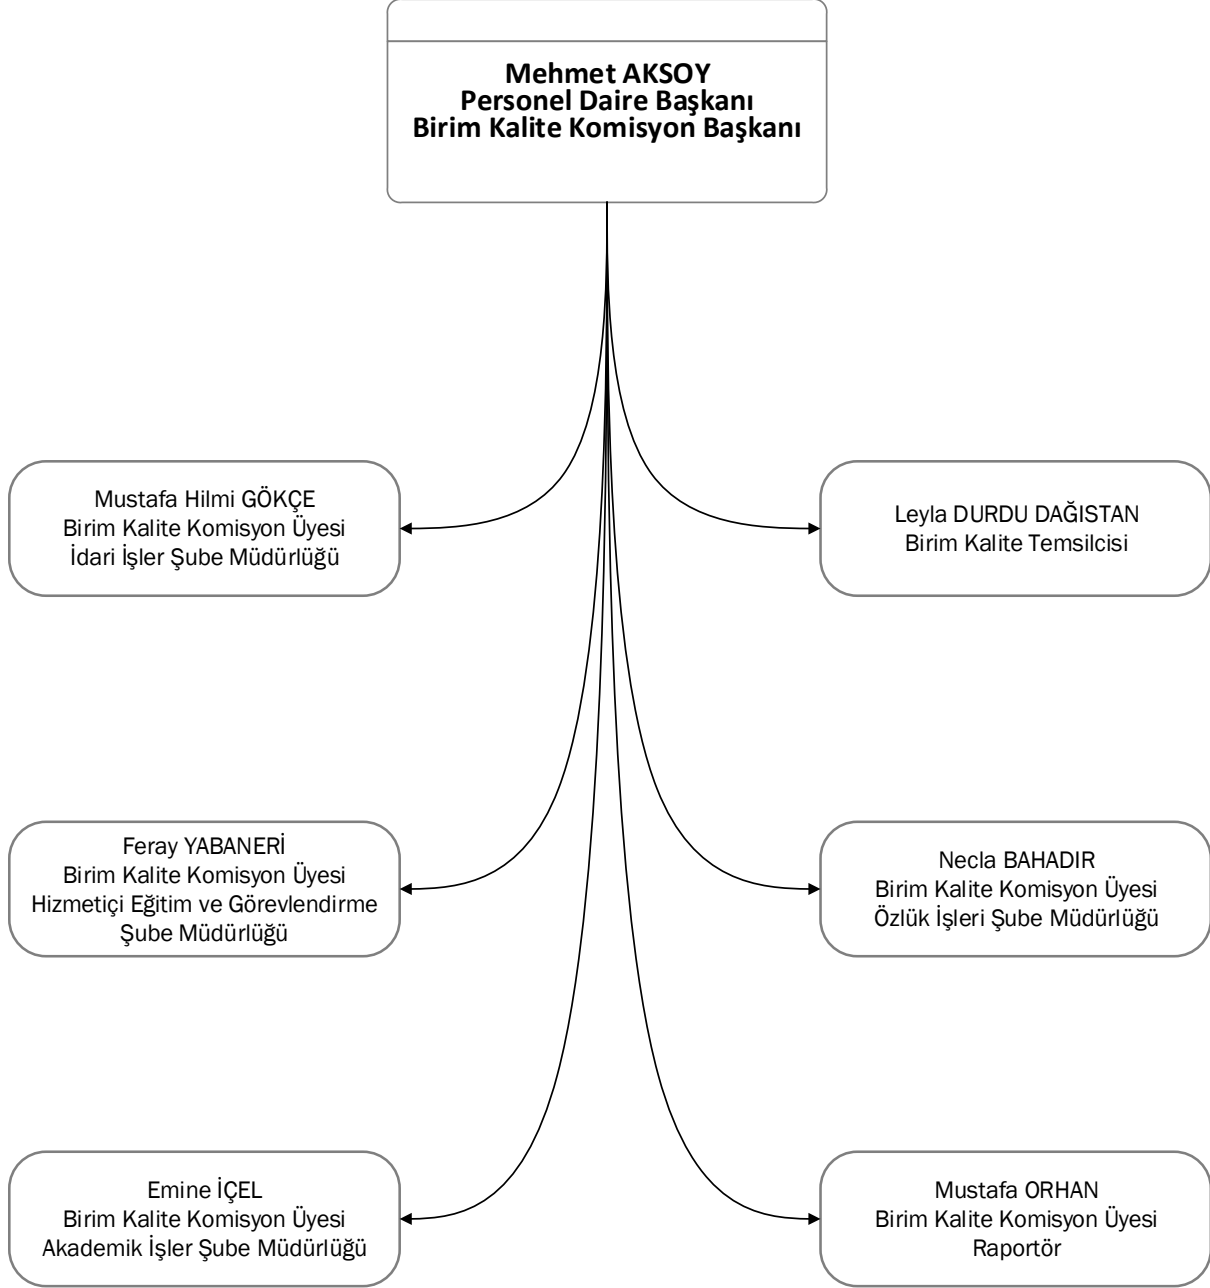 Mehmet AKSOY
Personel Daire Başkanı
Birim Kalite Komisyon Başkanı
Mustafa Hilmi GÖKÇE
Birim Kalite Komisyon Üyesi
İdari İşler Şube Müdürlüğü
Leyla DURDU DAĞISTAN
Birim Kalite Temsilcisi
Feray YABANERİ
Birim Kalite Komisyon Üyesi
Hizmetiçi Eğitim ve Görevlendirme
Şube Müdürlüğü
Necla BAHADIR
Birim Kalite Komisyon Üyesi
Özlük İşleri Şube Müdürlüğü
Emine İÇEL
Birim Kalite Komisyon Üyesi
Akademik İşler Şube Müdürlüğü
Mustafa ORHAN
Birim Kalite Komisyon Üyesi
Raportör